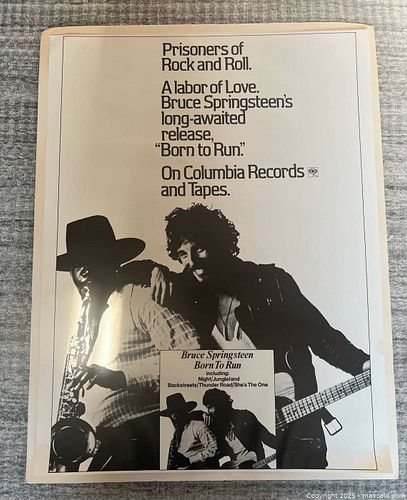 Prisoners of
Rock and Roll.
A labor of Love.
Bruce Springsteen's
long-awaited
release,
"Born to Run."
On Columbia Records
and Tapes.
Bruce Springsteen
Born To Run
including:
Night/Jungleland
Backstreets/Thunder Road/She's The One
Copyright 2025 - maxsold.com